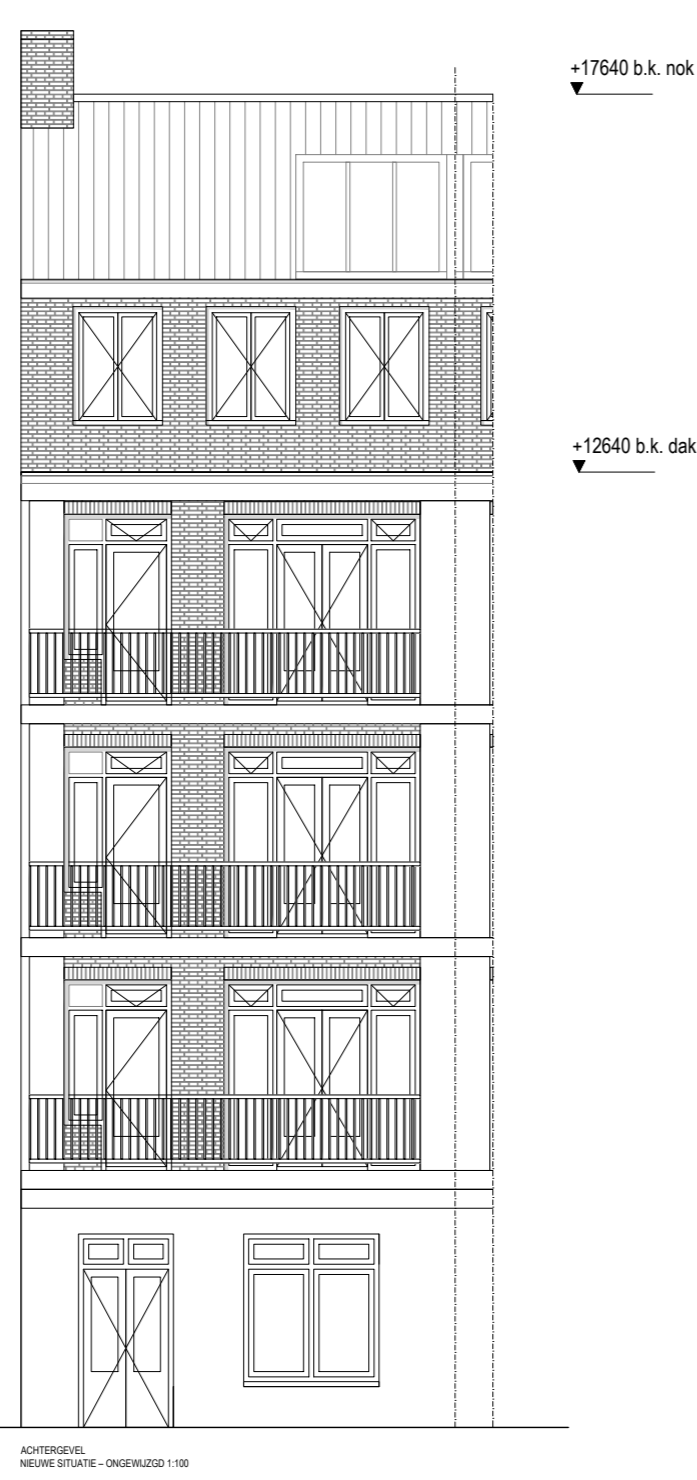 +17640 b.k. nok
+12640 b.k. dak
ACHTERGEVEL
NIEUWE SITUATIE – ONGEWIJZGD 1:100